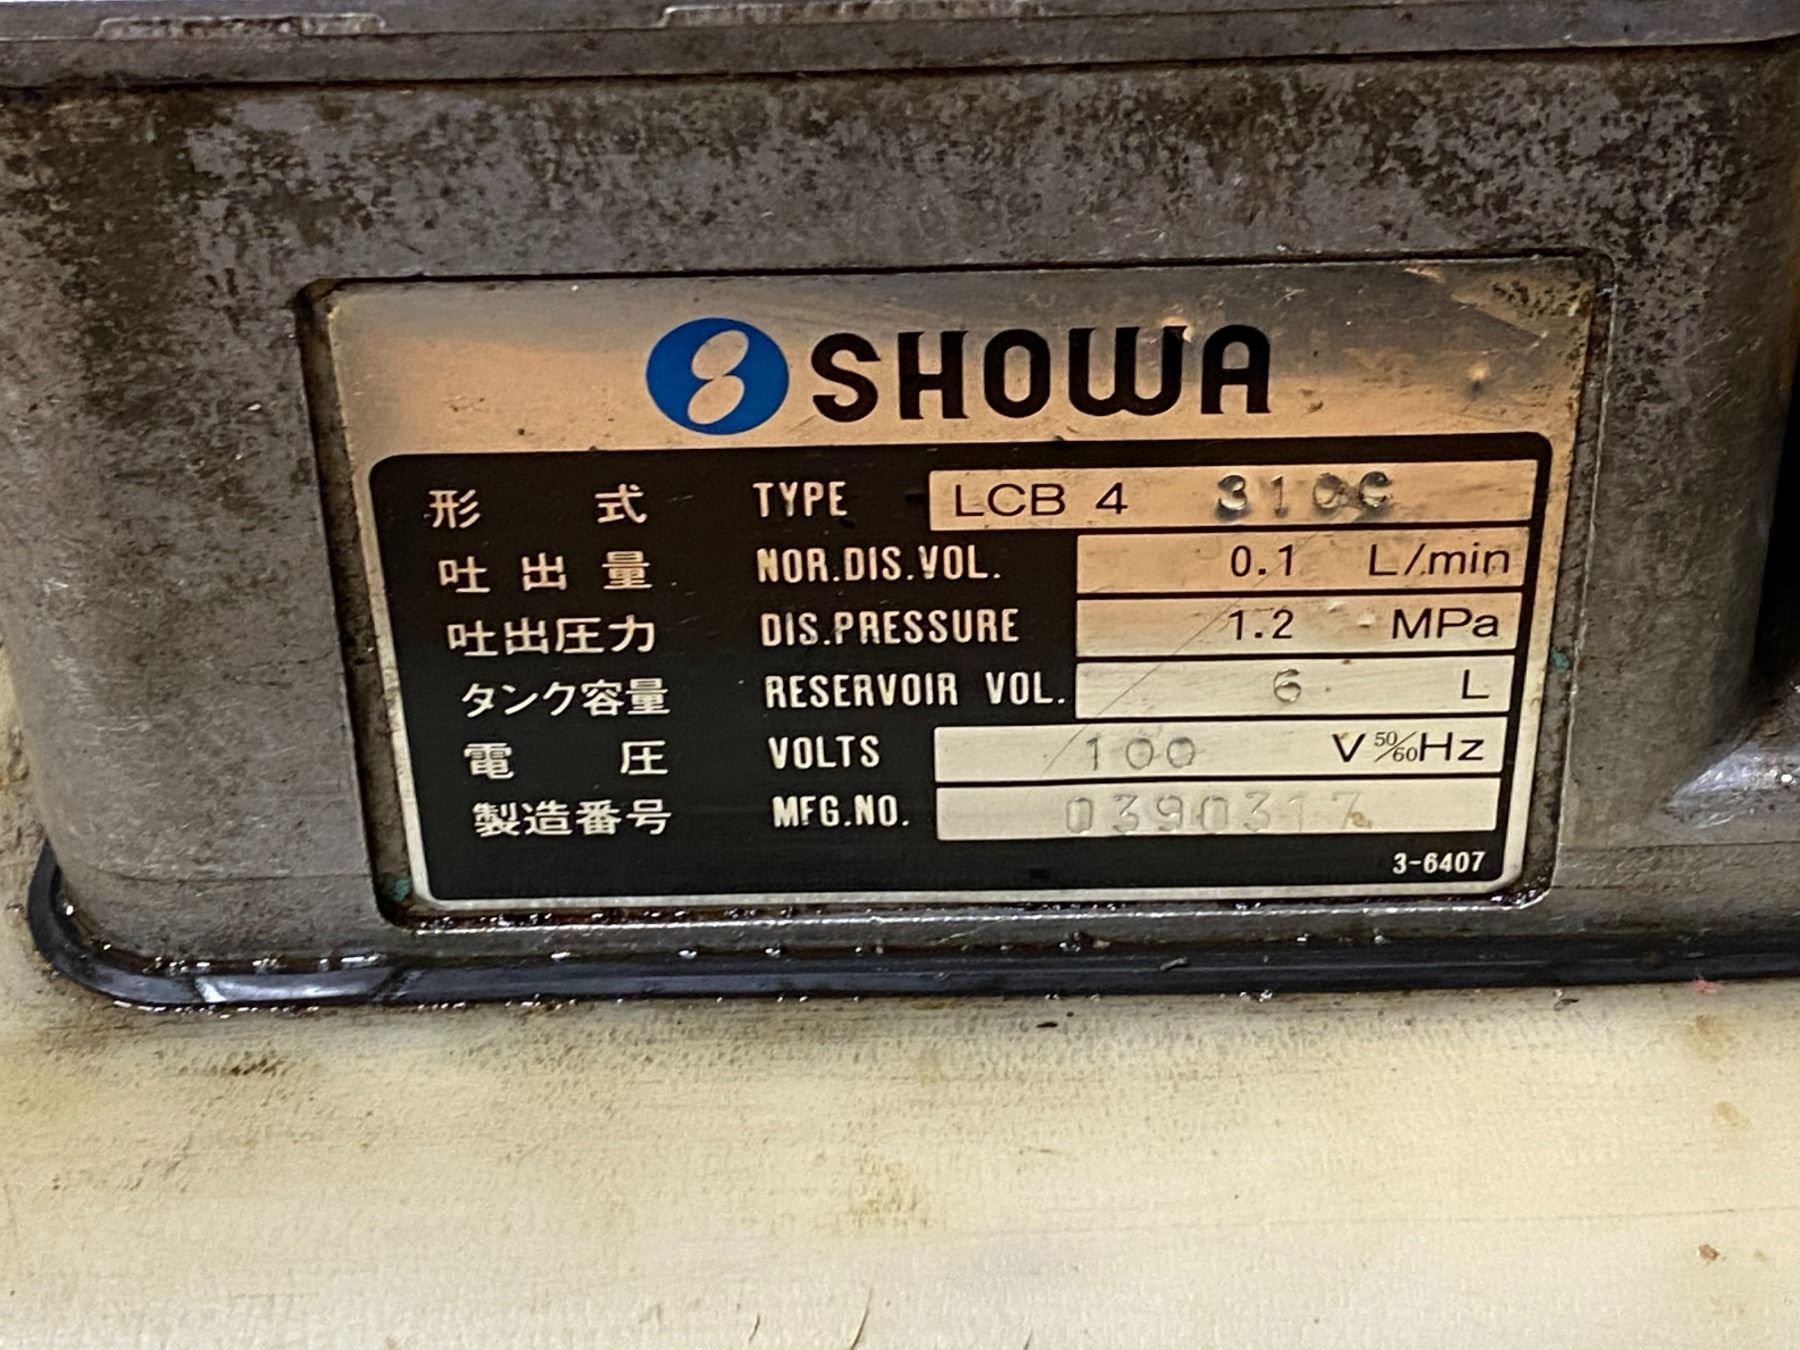 SHOWA
形式 TYPE LCB 4 310G
吐出量 NOR.DIS.VOL. 0.1 L/min
吐出圧力 DIS.PRESSURE 1.2 MPa
タンク容量 RESERVOIR VOL. 6 L
電圧 VOLTS 100 V 50/60Hz
製造番号 MFG.NO. 0390317
3-6407